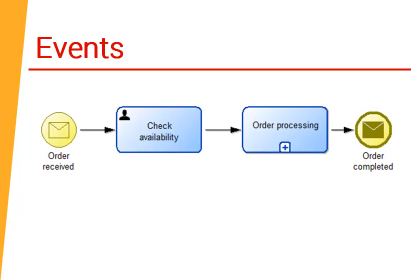 Events
Check
availability
Order processing
Order
received
Order
completed